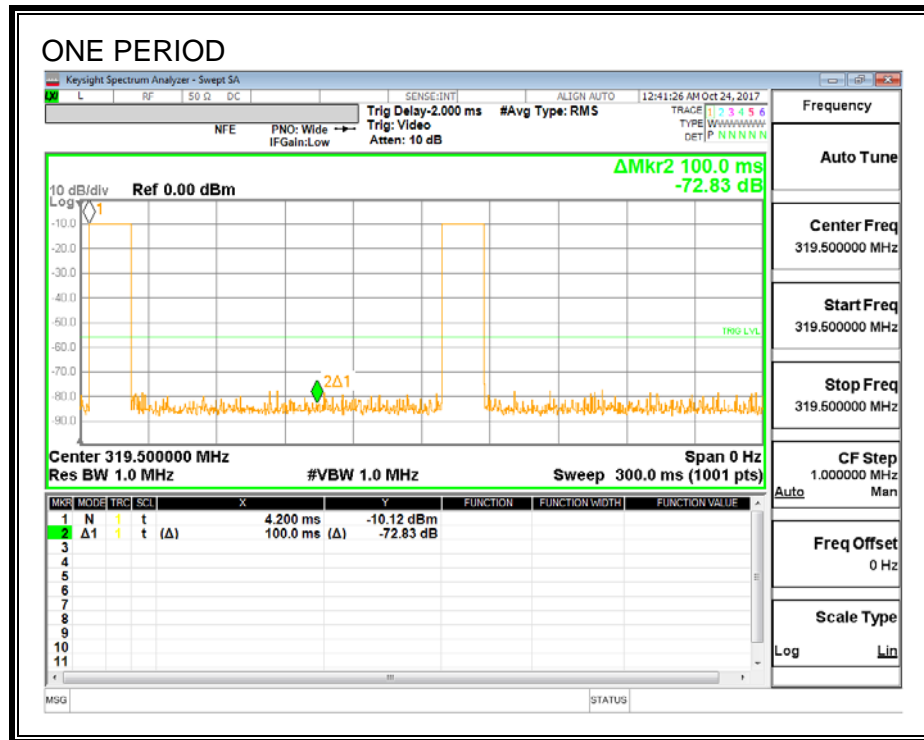 ONE PERIOD
Keysight Spectrum Analyzer - Swept SA
LXI L RF 50 Ω DC SENSE:INT ALIGN AUTO 12:41:26 AM Oct 24, 2017
NFE PNO: Wide IFGain:Low
Trig Delay-2.000 ms #Avg Type: RMS
Trig: Video
Atten: 10 dB
TRACE 1 2 3 4 5 6
TYPE WWWWWW
DET P N N N N N
Frequency
ΔMkr2 100.0 ms
-72.83 dB
10 dB/div Ref 0.00 dBm
Log
1
-10.0
-20.0
-30.0
-40.0
-50.0
TRIG LVL
-60.0
-70.0
2Δ1
-80.0
-90.0
Center 319.500000 MHz Span 0 Hz
Res BW 1.0 MHz #VBW 1.0 MHz Sweep 300.0 ms (1001 pts)
MKR MODE TRC SCL X Y FUNCTION FUNCTION WIDTH FUNCTION VALUE
1 N 1 t 4.200 ms -10.12 dBm
2 Δ1 1 t (Δ) 100.0 ms (Δ) -72.83 dB
3
4
5
6
7
8
9
10
11
MSG STATUS
Auto Tune
Center Freq
319.500000 MHz
Start Freq
319.500000 MHz
Stop Freq
319.500000 MHz
CF Step
1.000000 MHz
Auto Man
Freq Offset
0 Hz
Scale Type
Log Lin